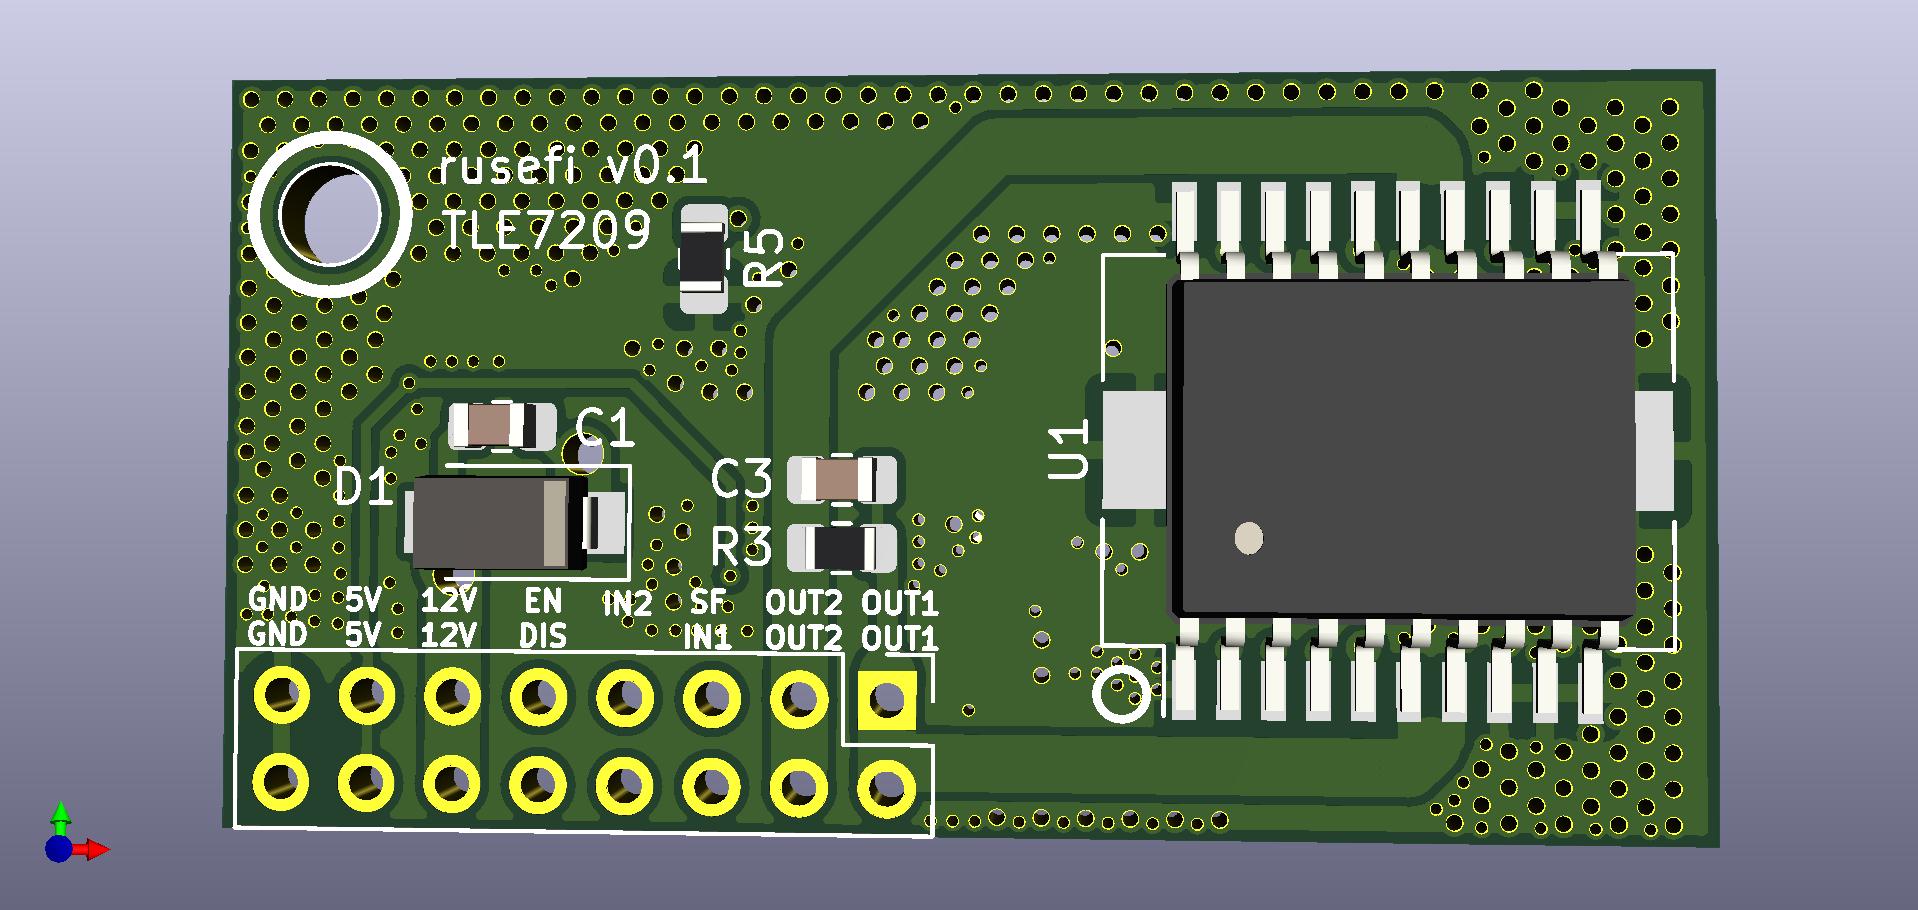 rusefi v0.1
TLE7209
R5
C1
D1
C3
R3
U1
GND 5V 12V EN IN2 SF OUT2 OUT1
GND 5V 12V DIS IN1 OUT2 OUT1